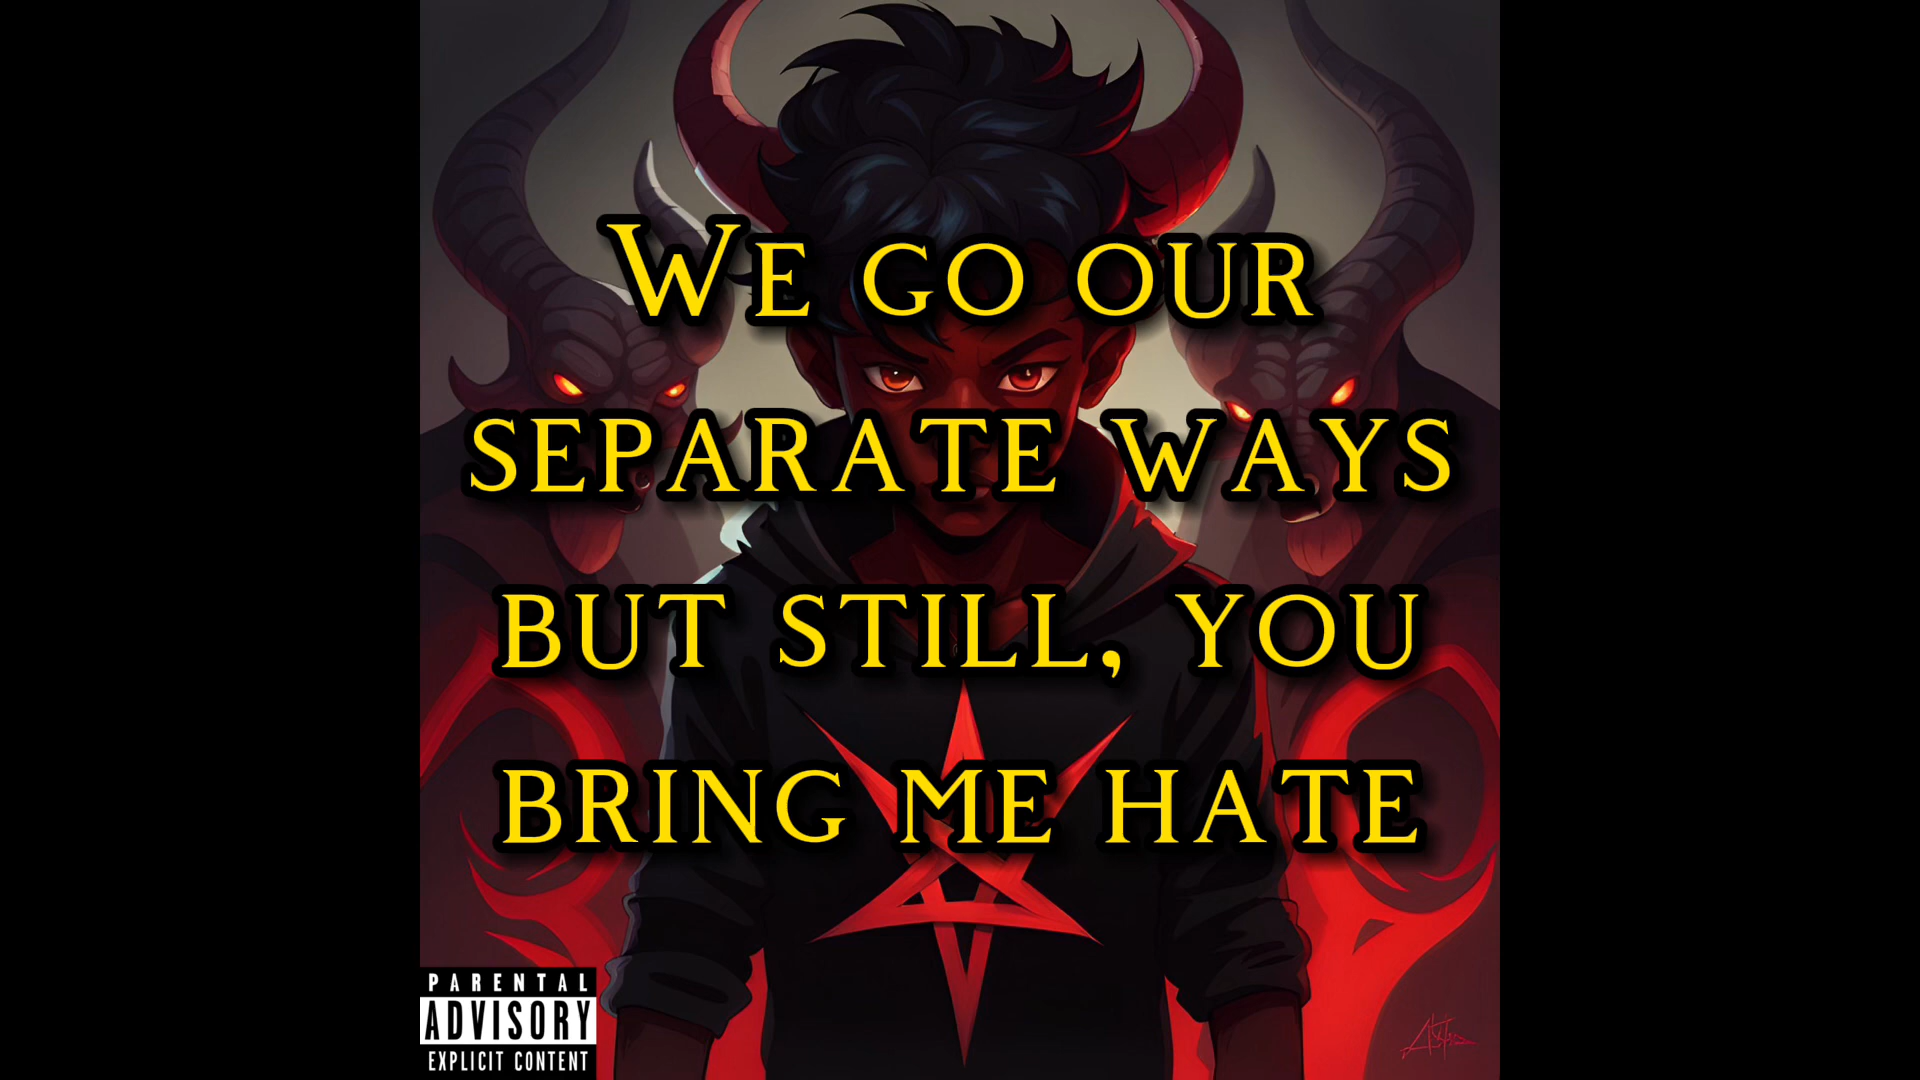 We go our
separate ways
but still, you
bring me hate
PARENTAL
ADVISORY
EXPLICIT CONTENT